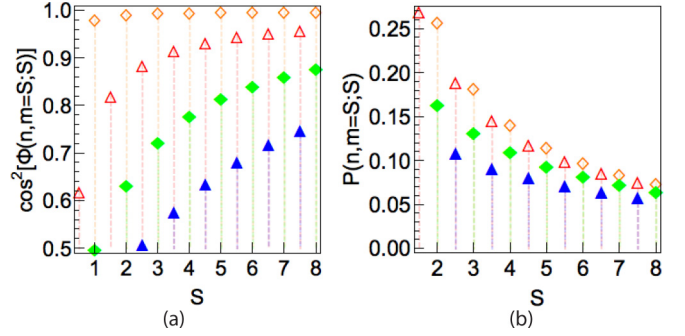 cos²[Φ(n,m=S;S)]
1.0
0.9
0.8
0.7
0.6
0.5
1 2 3 4 5 6 7 8
S
(a)
P(n,m=S;S)
0.25
0.20
0.15
0.10
0.05
0.00
2 3 4 5 6 7 8
S
(b)